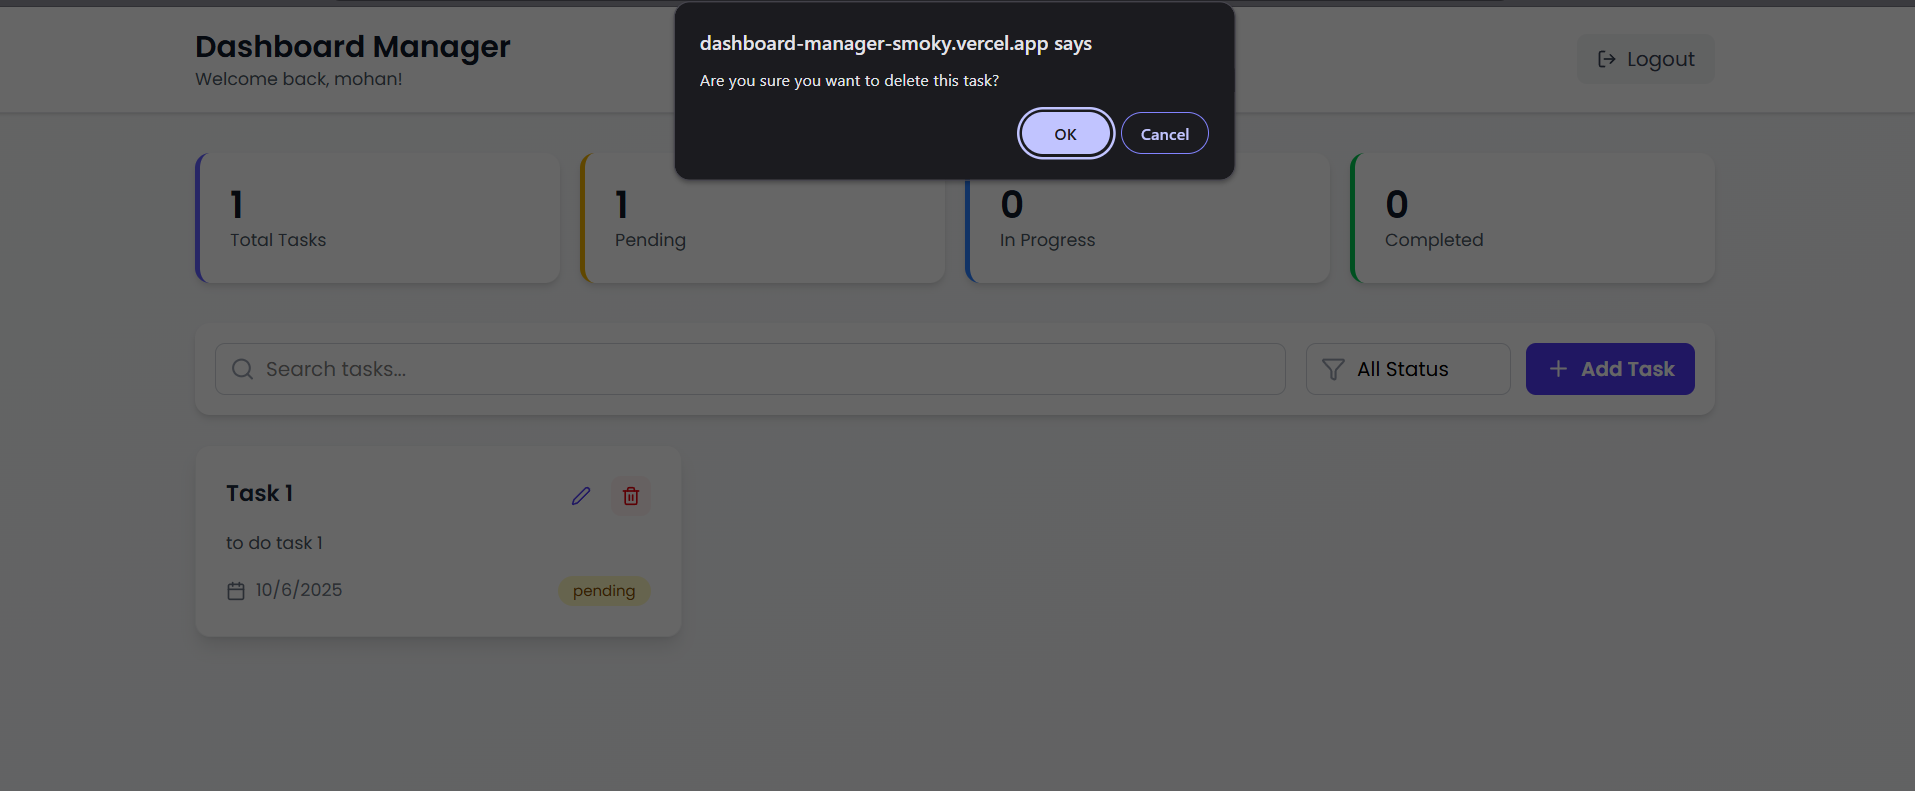 dashboard-manager-smoky.vercel.app says
Are you sure you want to delete this task?
OK
Cancel
Dashboard Manager
Welcome back, mohan!
Logout
1
Total Tasks
1
Pending
0
In Progress
0
Completed
Search tasks...
All Status
+ Add Task
Task 1
to do task 1
10/6/2025
pending